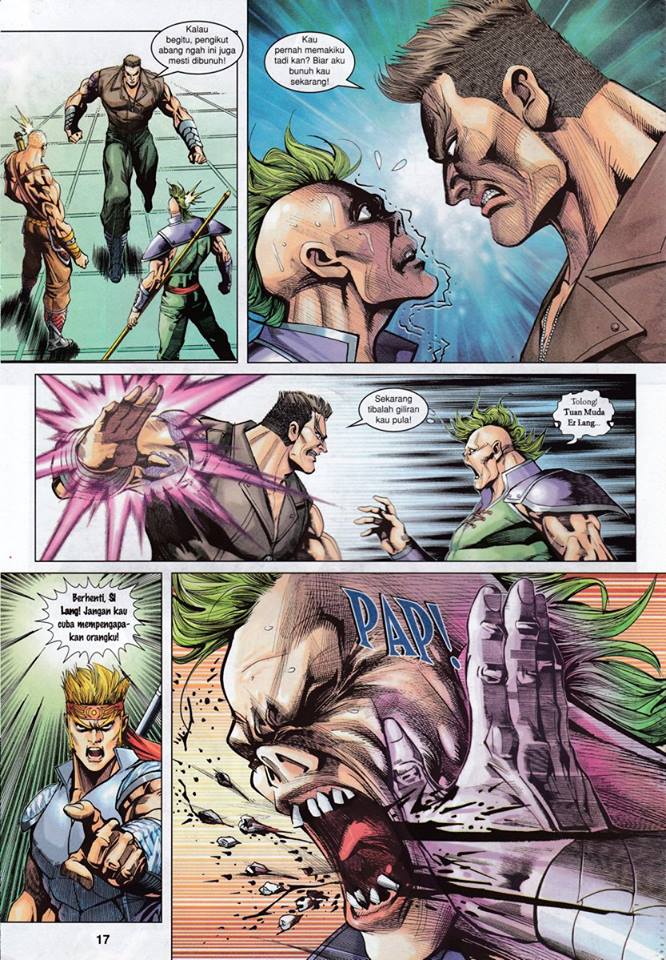 Kalau
begitu, pengikut
abang ngah ini juga
mesti dibunuh!
Kau
pernah memakiku
tadi kan? Biar aku
bunuh kau
sekarang!
Sekarang
tibalah giliran
kau pula!
Tolong!
Tuan Muda
Er Lang...
Berhenti, Si
Lang! Jangan kau
cuba mempengapa-
kan orangku!
PAP!
17